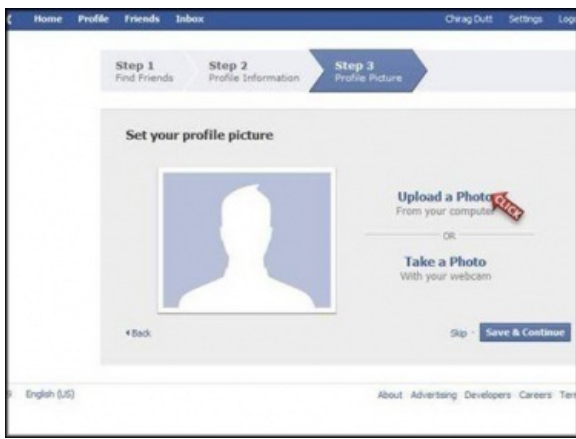 Home Profile Friends Inbox Chirag Dutt Settings Logo
Step 1 Step 2 Step 3
Find Friends Profile Information Profile Picture
Set your profile picture
Upload a Photo
From your computer
CLICK
OR
Take a Photo
With your webcam
Back Skip · Save & Continue
English (US) About Advertising Developers Careers Term